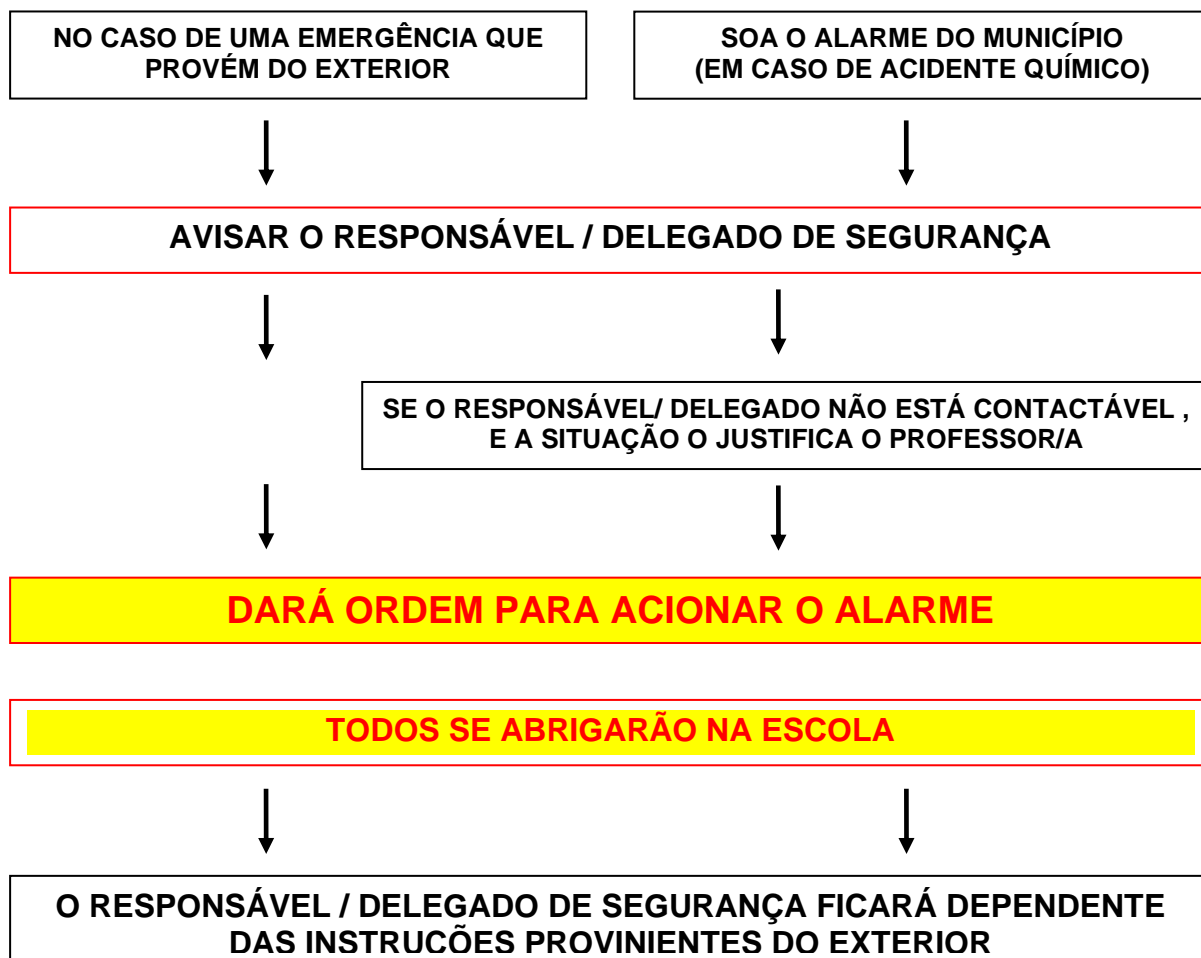 NO CASO DE UMA EMERGÊNCIA QUE
PROVÉM DO EXTERIOR
SOA O ALARME DO MUNICÍPIO
(EM CASO DE ACIDENTE QUÍMICO)
AVISAR O RESPONSÁVEL / DELEGADO DE SEGURANÇA
SE O RESPONSÁVEL/ DELEGADO NÃO ESTÁ CONTACTÁVEL ,
E A SITUAÇÃO O JUSTIFICA O PROFESSOR/A
DARÁ ORDEM PARA ACIONAR O ALARME
TODOS SE ABRIGARÃO NA ESCOLA
O RESPONSÁVEL / DELEGADO DE SEGURANÇA FICARÁ DEPENDENTE
DAS INSTRUÇÕES PROVINIENTES DO EXTERIOR